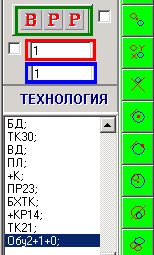 В Р Р
1
1
ТЕХНОЛОГИЯ
БД;
ТК30;
ВД;
ПЛ;
+К;
ПР23;
БХТК;
+КР14;
ТК21;
Обу2+1+0;